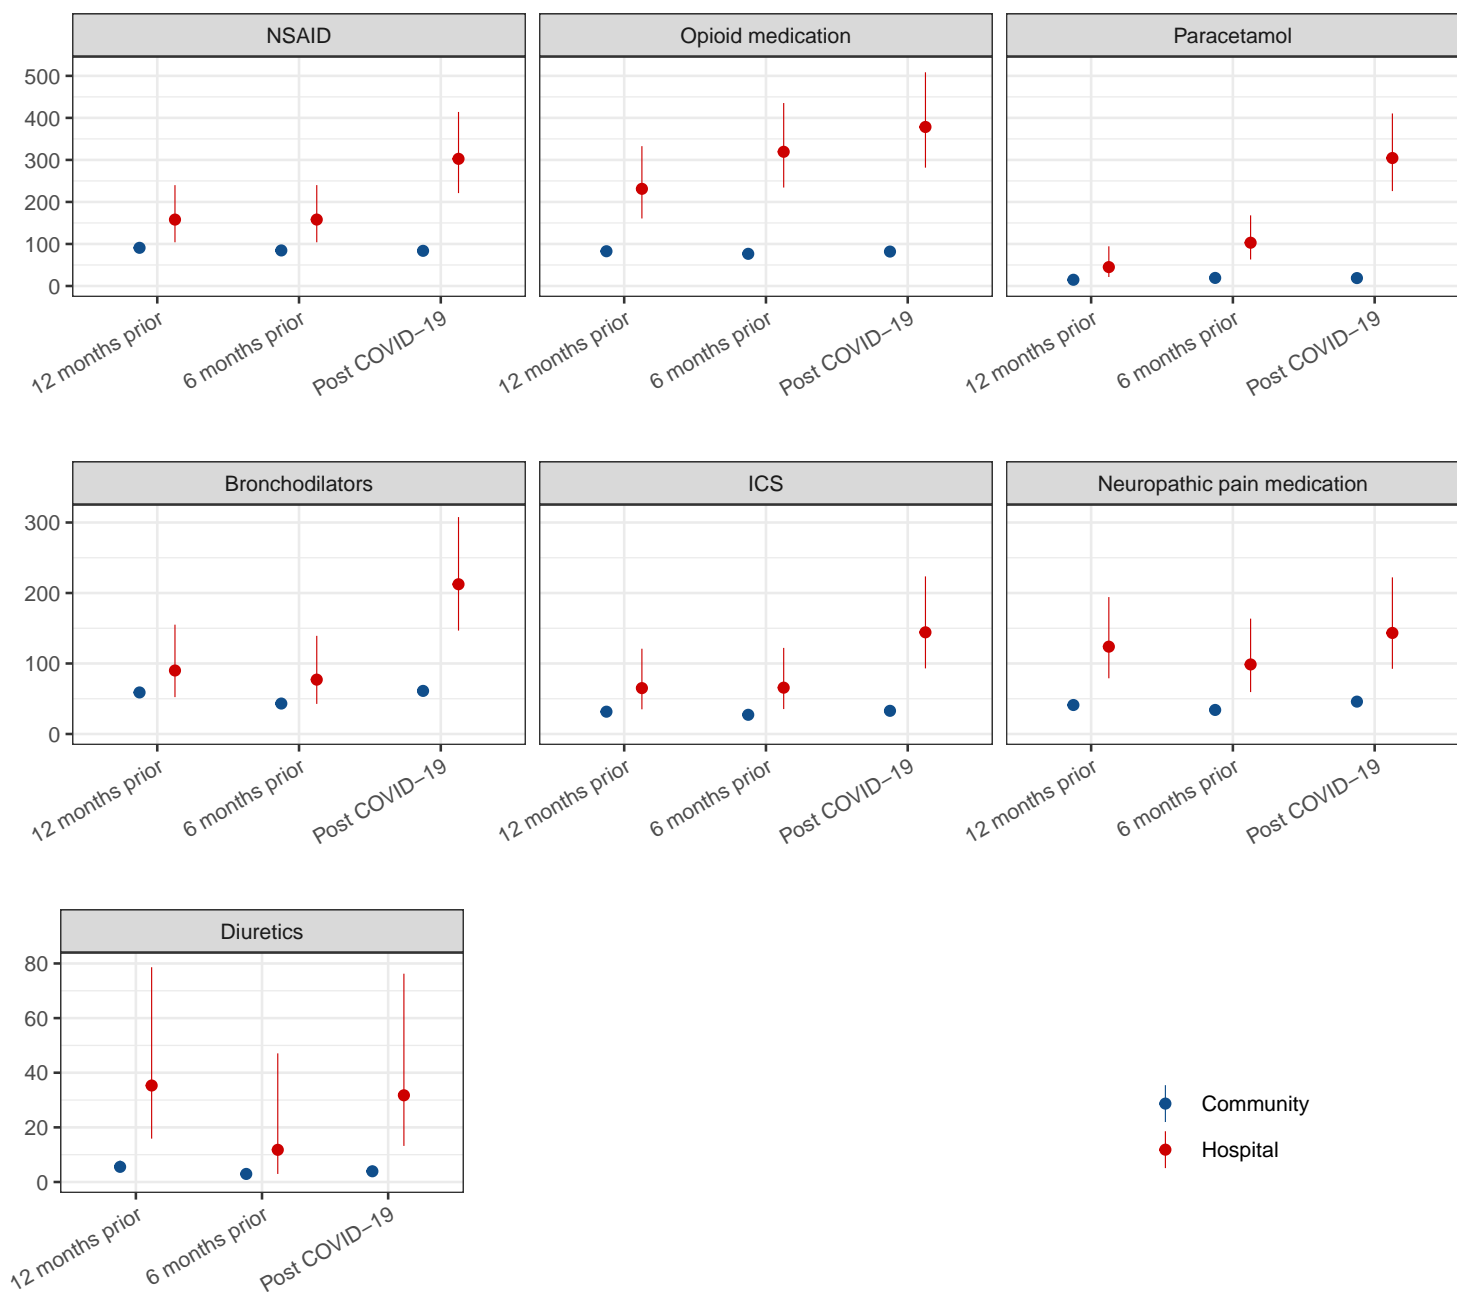 NSAID
Opioid medication
Paracetamol
500
400
300
200
100
0
12 months prior
6 months prior
Post COVID−19
12 months prior
6 months prior
Post COVID−19
12 months prior
6 months prior
Post COVID−19
Bronchodilators
ICS
Neuropathic pain medication
300
200
100
0
12 months prior
6 months prior
Post COVID−19
12 months prior
6 months prior
Post COVID−19
12 months prior
6 months prior
Post COVID−19
Diuretics
80
60
40
20
0
12 months prior
6 months prior
Post COVID−19
Community
Hospital